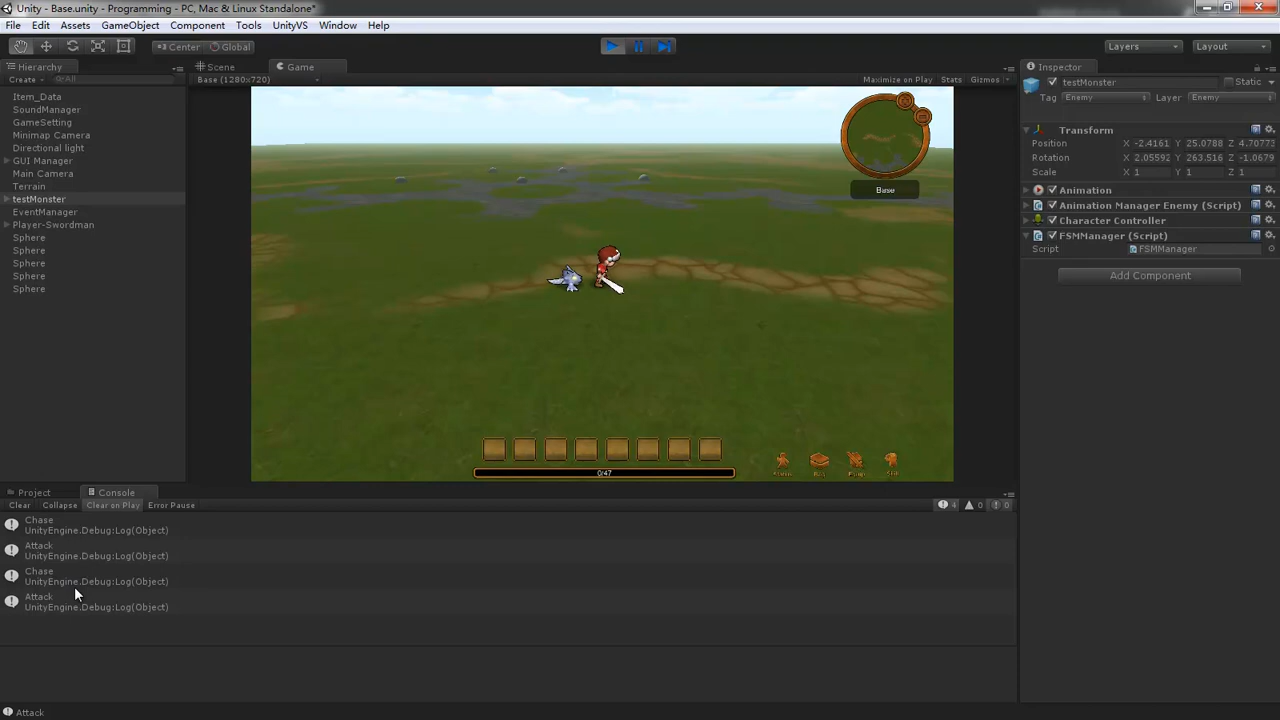 Unity - Base.unity - Programming - PC, Mac & Linux Standalone*
File Edit Assets GameObject Component Tools UnityVS Window Help
Center Global
Layers Layout
Hierarchy
Create All
Item_Data
SoundManager
GameSetting
Minimap Camera
Directional light
GUI Manager
Main Camera
Terrain
testMonster
EventManager
Player-Swordman
Sphere
Sphere
Sphere
Sphere
Sphere
Scene Game
Base (1280x720)
Maximize on Play Stats Gizmos
Base
0/47
Inspector
testMonster Static
Tag Enemy Layer Enemy
Transform
Position X -2.4161 Y 25.0788 Z 4.70773
Rotation X 2.05592 Y 263.516 Z -1.0679
Scale X 1 Y 1 Z 1
Animation
Animation Manager Enemy (Script)
Character Controller
FSMManager (Script)
Script FSMManager
Add Component
Project Console
Clear Collapse Clear on Play Error Pause
4 0 0
Chase
UnityEngine.Debug:Log(Object)
Attack
UnityEngine.Debug:Log(Object)
Chase
UnityEngine.Debug:Log(Object)
Attack
UnityEngine.Debug:Log(Object)
Attack